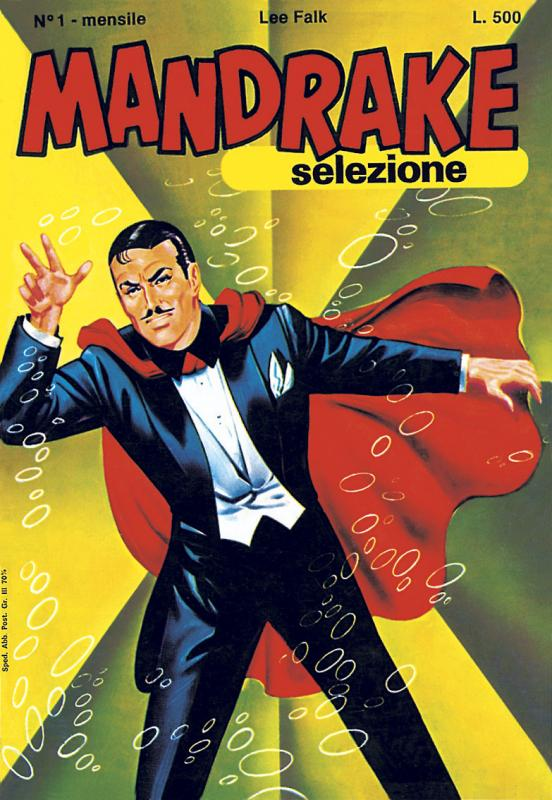 N° 1 - mensile
Lee Falk
L. 500
MANDRAKE
selezione
Sped. Abb. Post. Gr. III 70%